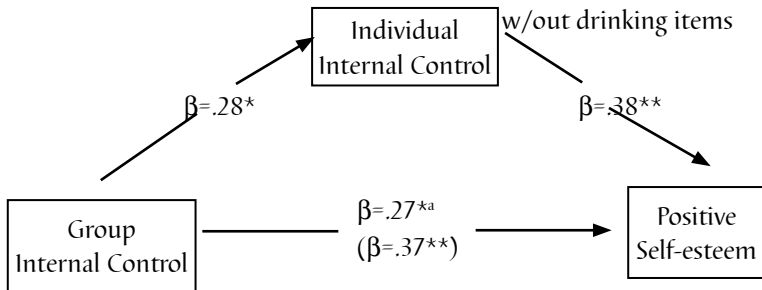 Individual
Internal Control
w/out drinking items
β=.28*
β=.38**
Group
Internal Control
β=.27*ᵃ
(β=.37**)
Positive
Self-esteem